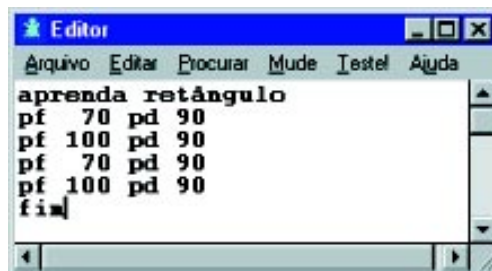 Editor
Arquivo Editar Procurar Mude Teste! Ajuda
aprenda retângulo
pf 70 pd 90
pf 100 pd 90
pf 70 pd 90
pf 100 pd 90
fim